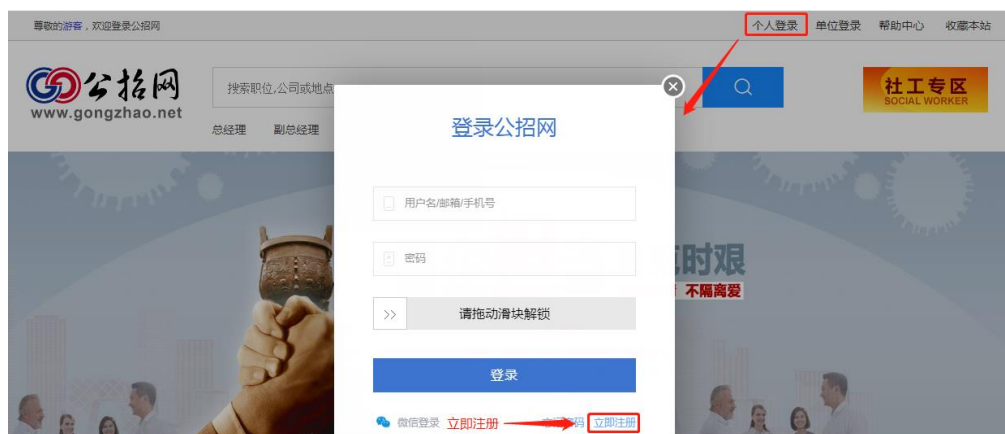 尊敬的游客，欢迎登录公招网
个人登录 单位登录 帮助中心 收藏本站
公招网
www.gongzhao.net
搜索职位,公司或地点
社工专区
SOCIAL WORKER
总经理 副总经理
登录公招网
用户名/邮箱/手机号
密码
时艰
不隔离爱
>> 请拖动滑块解锁
登录
微信登录 立即注册 码 立即注册